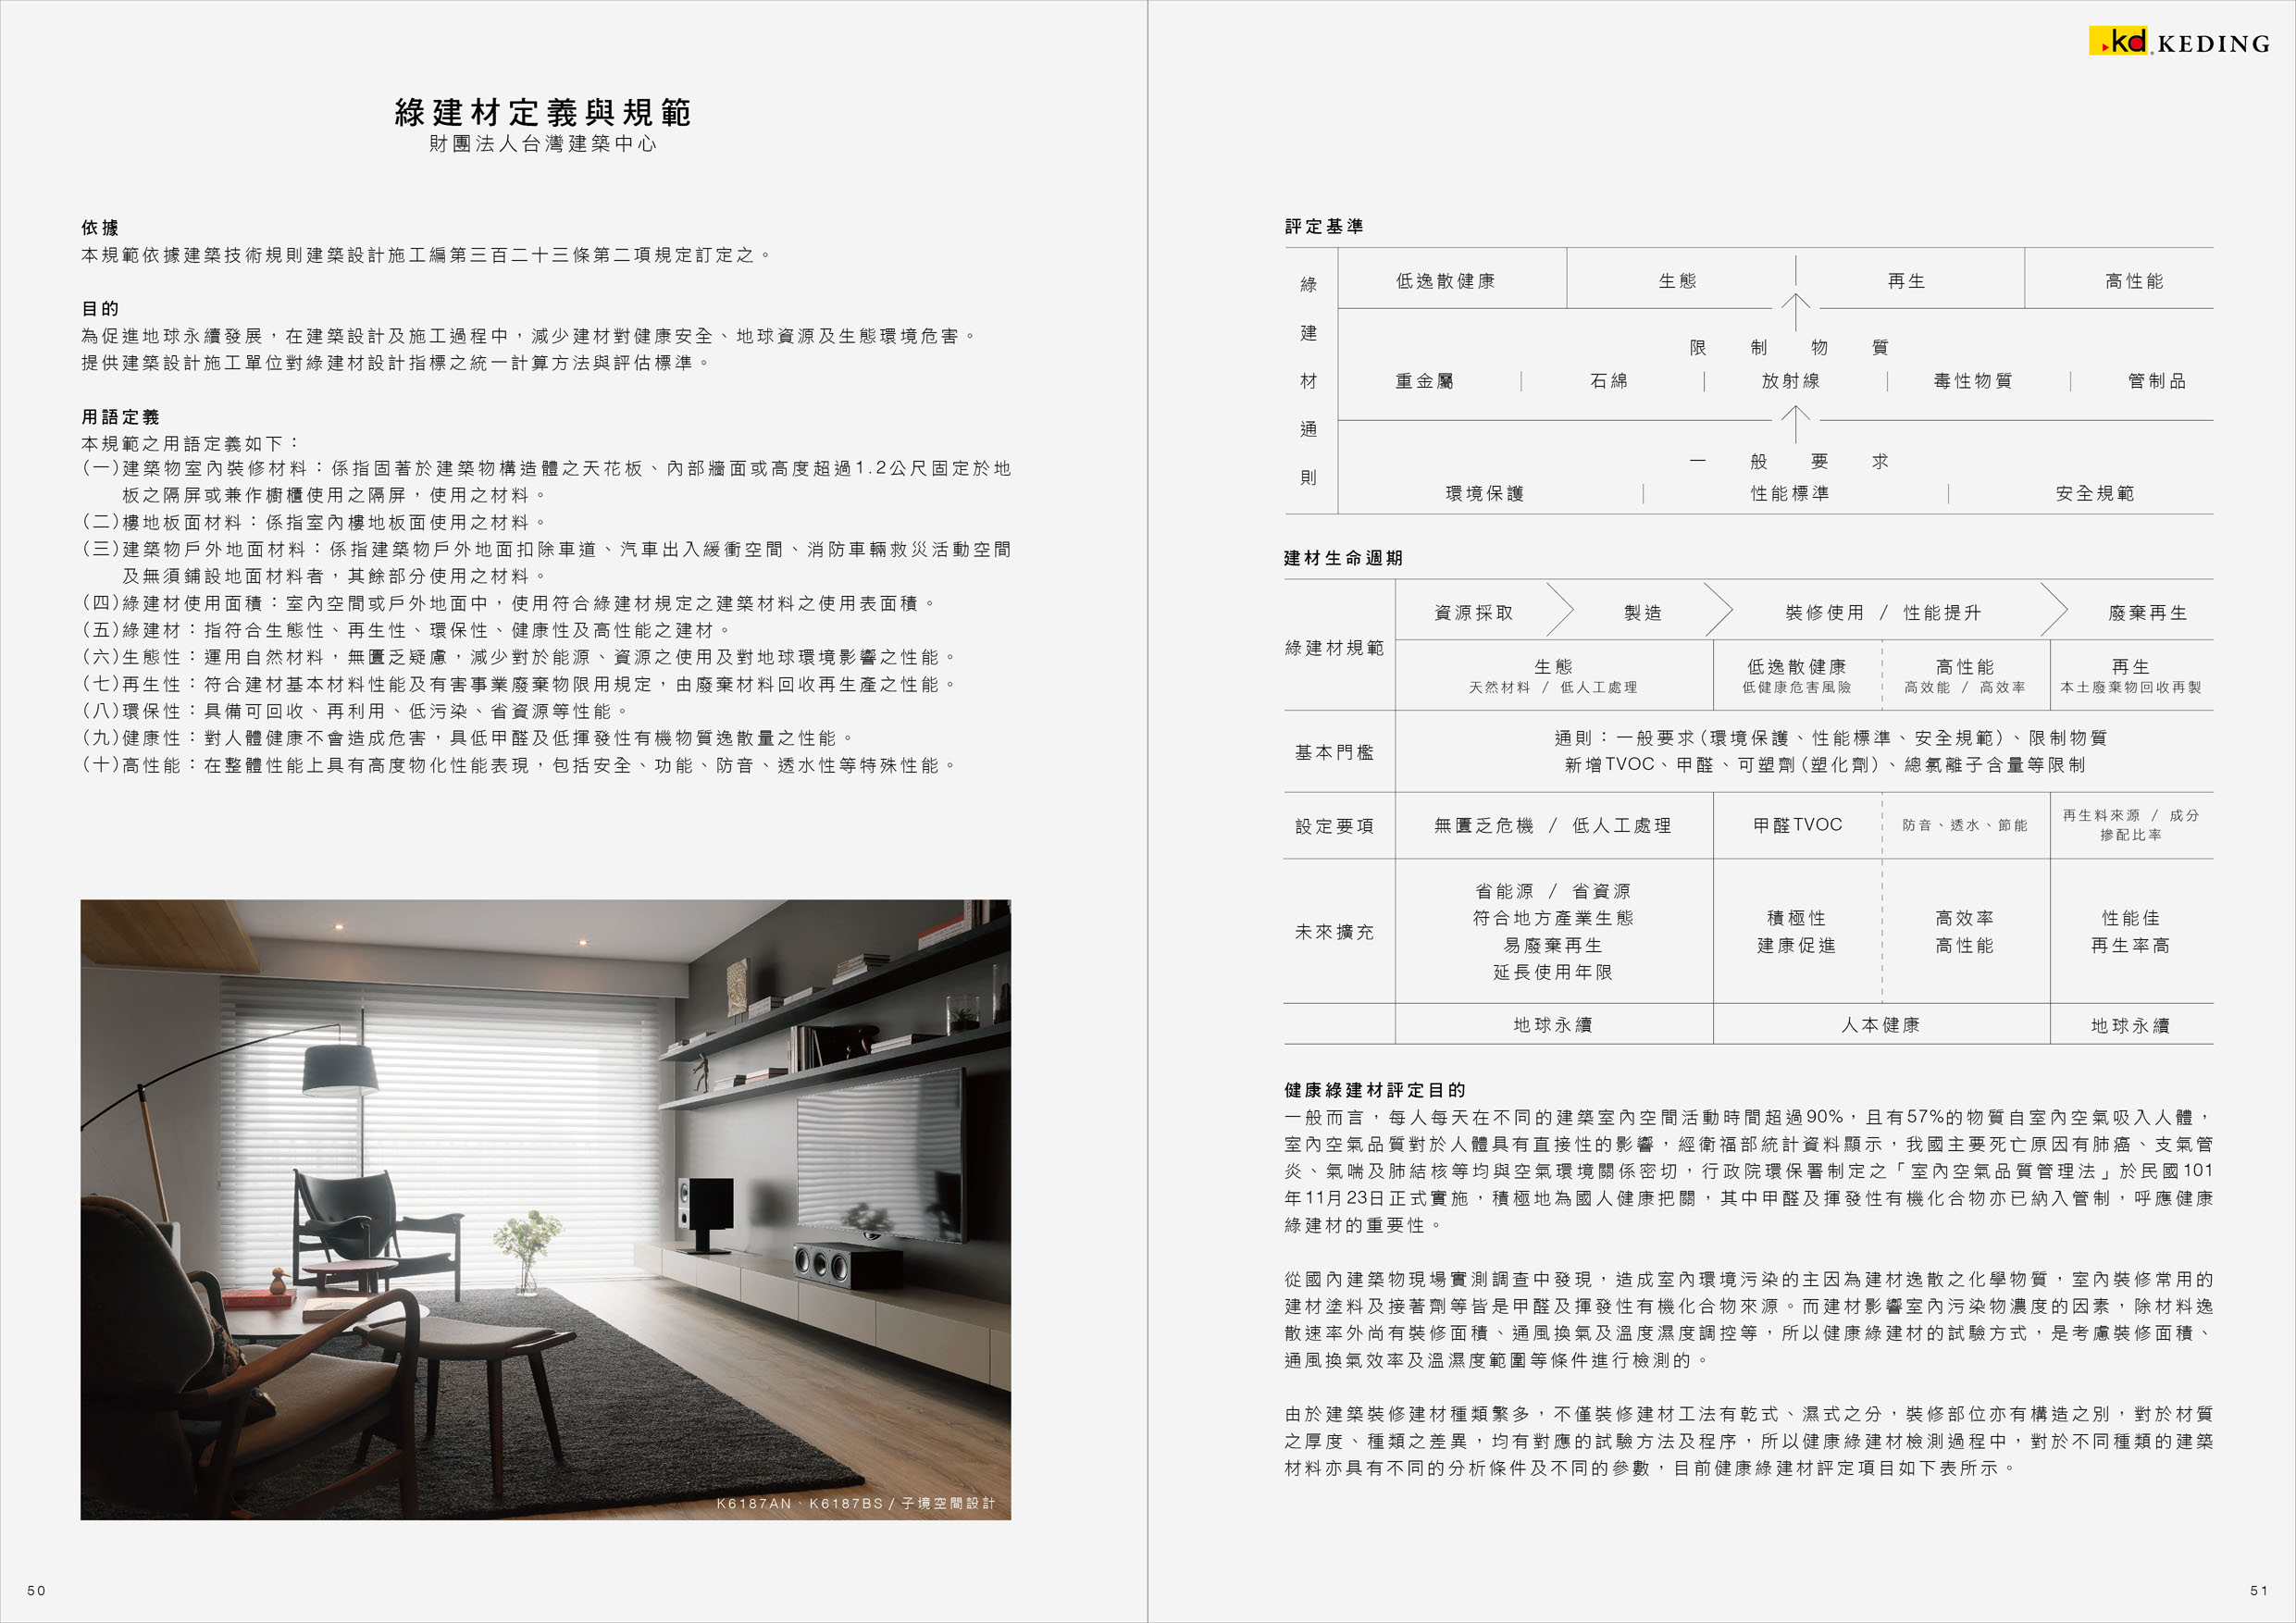 綠建材定義與規範
財團法人台灣建築中心
依據
本規範依據建築技術規則建築設計施工編第三百二十三條第二項規定訂定之。
目的
為促進地球永續發展，在建築設計及施工過程中，減少建材對健康安全、地球資源及生態環境危害。
提供建築設計施工單位對綠建材設計指標之統一計算方法與評估標準。
用語定義
本規範之用語定義如下：
(一)建築物室內裝修材料：係指固著於建築物構造體之天花板、內部牆面或高度超過1.2公尺固定於地
板之隔屏或兼作櫥櫃使用之隔屏，使用之材料。
(二)樓地板面材料：係指室內樓地板面使用之材料。
(三)建築物戶外地面材料：係指建築物戶外地面扣除車道、汽車出入緩衝空間、消防車輛救災活動空間
及無須鋪設地面材料者，其餘部分使用之材料。
(四)綠建材使用面積：室內空間或戶外地面中，使用符合綠建材規定之建築材料之使用表面積。
(五)綠建材：指符合生態性、再生性、環保性、健康性及高性能之建材。
(六)生態性：運用自然材料，無匱乏疑慮，減少對於能源、資源之使用及對地球環境影響之性能。
(七)再生性：符合建材基本材料性能及有害事業廢棄物限用規定，由廢棄材料回收再生產之性能。
(八)環保性：具備可回收、再利用、低污染、省資源等性能。
(九)健康性：對人體健康不會造成危害，具低甲醛及低揮發性有機物質逸散量之性能。
(十)高性能：在整體性能上具有高度物化性能表現，包括安全、功能、防音、透水性等特殊性能。
K6187AN、K6187BS / 子境空間設計
50
kd KEDING
評定基準
綠建材通則
低逸散健康 生態 再生 高性能
限制物質
重金屬 石綿 放射線 毒性物質 管制品
一般要求
環境保護 性能標準 安全規範
建材生命週期
綠建材規範
資源採取 製造 裝修使用 / 性能提升 廢棄再生
生態 低逸散健康 高性能 再生
天然材料 / 低人工處理 低健康危害風險 高效能 / 高效率 本土廢棄物回收再製
基本門檻
通則：一般要求(環境保護、性能標準、安全規範)、限制物質
新增TVOC、甲醛、可塑劑(塑化劑)、總氯離子含量等限制
設定要項
無匱乏危機 / 低人工處理 甲醛TVOC 防音、透水、節能
再生料來源 / 成分
摻配比率
未來擴充
省能源 / 省資源
符合地方產業生態 積極性 高效率 性能佳
易廢棄再生 建康促進 高性能 再生率高
延長使用年限
地球永續 人本健康 地球永續
健康綠建材評定目的
一般而言，每人每天在不同的建築室內空間活動時間超過90%，且有57%的物質自室內空氣吸入人體，
室內空氣品質對於人體具有直接性的影響，經衛福部統計資料顯示，我國主要死亡原因有肺癌、支氣管
炎、氣喘及肺結核等均與空氣環境關係密切，行政院環保署制定之「室內空氣品質管理法」於民國101
年11月23日正式實施，積極地為國人健康把關，其中甲醛及揮發性有機化合物亦已納入管制，呼應健康
綠建材的重要性。
從國內建築物現場實測調查中發現，造成室內環境污染的主因為建材逸散之化學物質，室內裝修常用的
建材塗料及接著劑等皆是甲醛及揮發性有機化合物來源。而建材影響室內污染物濃度的因素，除材料逸
散速率外尚有裝修面積、通風換氣及溫度濕度調控等，所以健康綠建材的試驗方式，是考慮裝修面積、
通風換氣效率及溫濕度範圍等條件進行檢測的。
由於建築裝修建材種類繁多，不僅裝修建材工法有乾式、濕式之分，裝修部位亦有構造之別，對於材質
之厚度、種類之差異，均有對應的試驗方法及程序，所以健康綠建材檢測過程中，對於不同種類的建築
材料亦具有不同的分析條件及不同的參數，目前健康綠建材評定項目如下表所示。
51